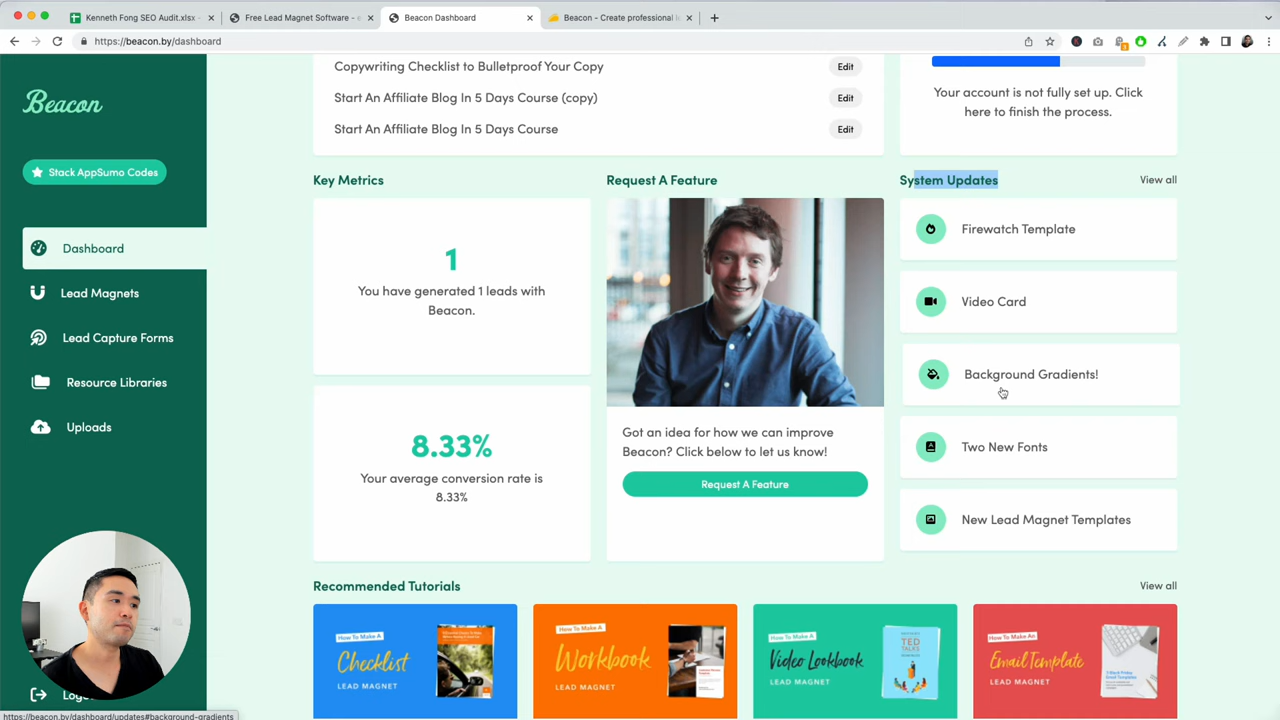 Kenneth Fong SEO Audit.xlsx
Free Lead Magnet Software - e
Beacon Dashboard
Beacon - Create professional l
https://beacon.by/dashboard
Beacon
Stack AppSumo Codes
Dashboard
Lead Magnets
Lead Capture Forms
Resource Libraries
Uploads
Copywriting Checklist to Bulletproof Your Copy
Edit
Start An Affiliate Blog In 5 Days Course (copy)
Edit
Start An Affiliate Blog In 5 Days Course
Edit
Your account is not fully set up. Click
here to finish the process.
Key Metrics
1
You have generated 1 leads with
Beacon.
8.33%
Your average conversion rate is
8.33%
Request A Feature
Got an idea for how we can improve
Beacon? Click below to let us know!
Request A Feature
System Updates
View all
Firewatch Template
Video Card
Background Gradients!
Two New Fonts
New Lead Magnet Templates
Recommended Tutorials
View all
How To Make A
Checklist
LEAD MAGNET
How To Make A
Workbook
LEAD MAGNET
How To Make A
Video Lookbook
LEAD MAGNET
TED
TALKS
How To Make An
Email Template
LEAD MAGNET
https://beacon.by/dashboard/updates#background-gradients